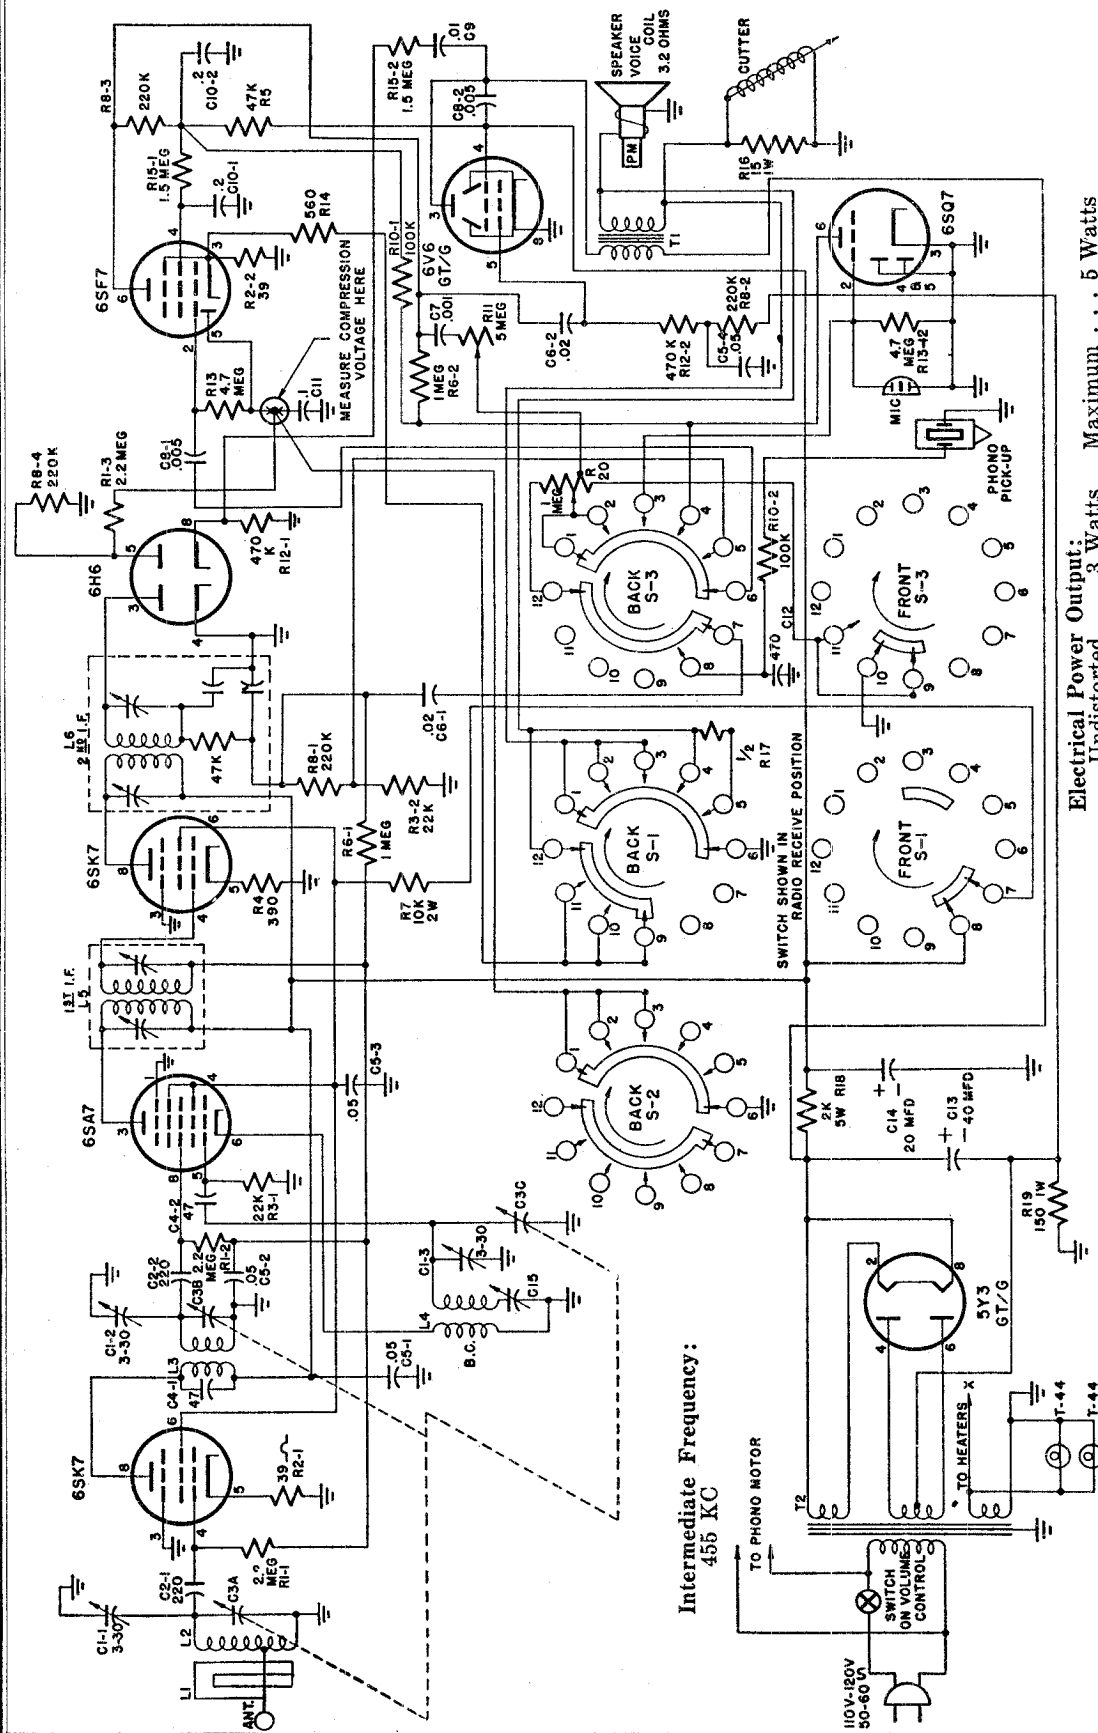 6SK7
6SA7
6SK7
6H6
6SF7
1ST I.F.
L5
L6
2ND I.F.
R8-4
220K
R1-3
2.2 MEG
C8-1
.005
R13
4.7
MEG
R15-1
1.5 MEG
.2
C10-1
R8-3
220K
.2
C10-2
47K
R5
560
R14
R2-2
39
MEASURE COMPRESSION
VOLTAGE HERE
.1
C11
C1-1
3-30
C2-1
220
L1
L2
ANT.
C3A
2.2
MEG
R1-1
39
R2-1
C4-1
47
L3
C1-2
3-30
C2-2
220
C3B
2.2
MEG
R1-2
.05
C5-2
C4-2
47
22K
R3-1
.05
C5-3
R4
390
47K
R8-1
220K
R3-2
22K
R6-1
1 MEG
R7
10K
2W
.02
C6-1
470
K
R12-1
R15-2
1.5 MEG
.01
C9
C8-2
.005
6V6
GT/G
R10-1
100K
1MEG
R6-2
C7
.001
R11
5 MEG
C6-2
.02
470 K
R12-2
220K
R8-2
C5-4
.05
T1
PM
SPEAKER
VOICE
COIL
3.2 OHMS
CUTTER
R16
15
1W
6SQ7
4.7
MEG
R13-42
MIC
PHONO
PICK-UP
1
MEG
R
20
R10-2
100K
470
C12
.05
C5-1
B.C.
L4
C1-3
3-30
C15
C3C
BACK
S-2
BACK
S-1
BACK
S-3
1/2
R17
SWITCH SHOWN IN
RADIO RECEIVE POSITION
FRONT
S-1
FRONT
S-3
Intermediate Frequency:
455 KC
TO PHONO MOTOR
110V-120V
50-60
SWITCH
ON VOLUME
CONTROL
T2
TO HEATERS X
T-44
T-44
5Y3
GT/G
2K
5W R18
C14
20 MFD
C13
40 MFD
R19
150 1W
Electrical Power Output:
Undistorted . . . 3 Watts Maximum . . . 5 Watts